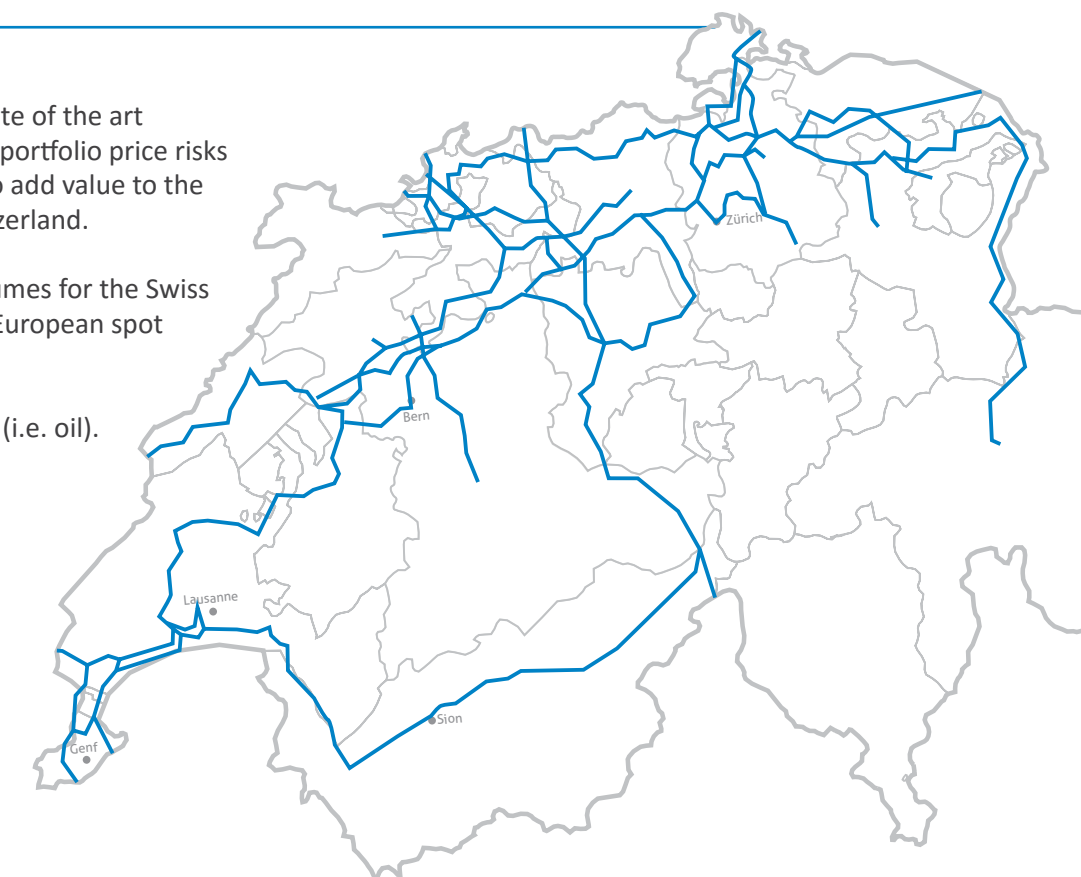 te of the art
portfolio price risks
o add value to the
zerland.
umes for the Swiss
European spot
(i.e. oil).
Zürich
Bern
Lausanne
Sion
Genf